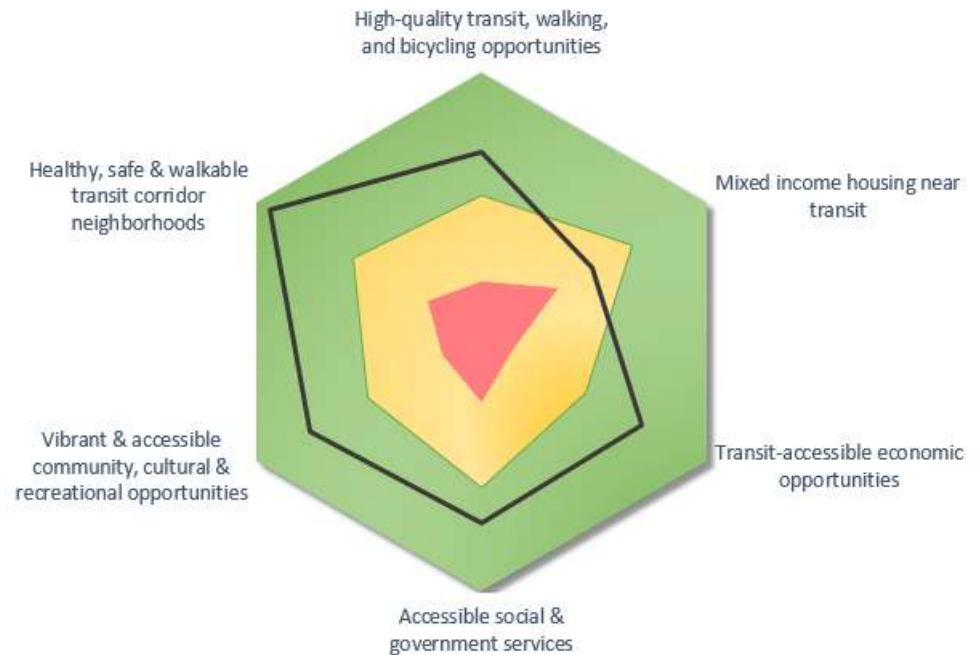 High-quality transit, walking,
and bicycling opportunities
Healthy, safe & walkable
transit corridor
neighborhoods
Mixed income housing near
transit
Vibrant & accessible
community, cultural &
recreational opportunities
Transit-accessible economic
opportunities
Accessible social &
government services